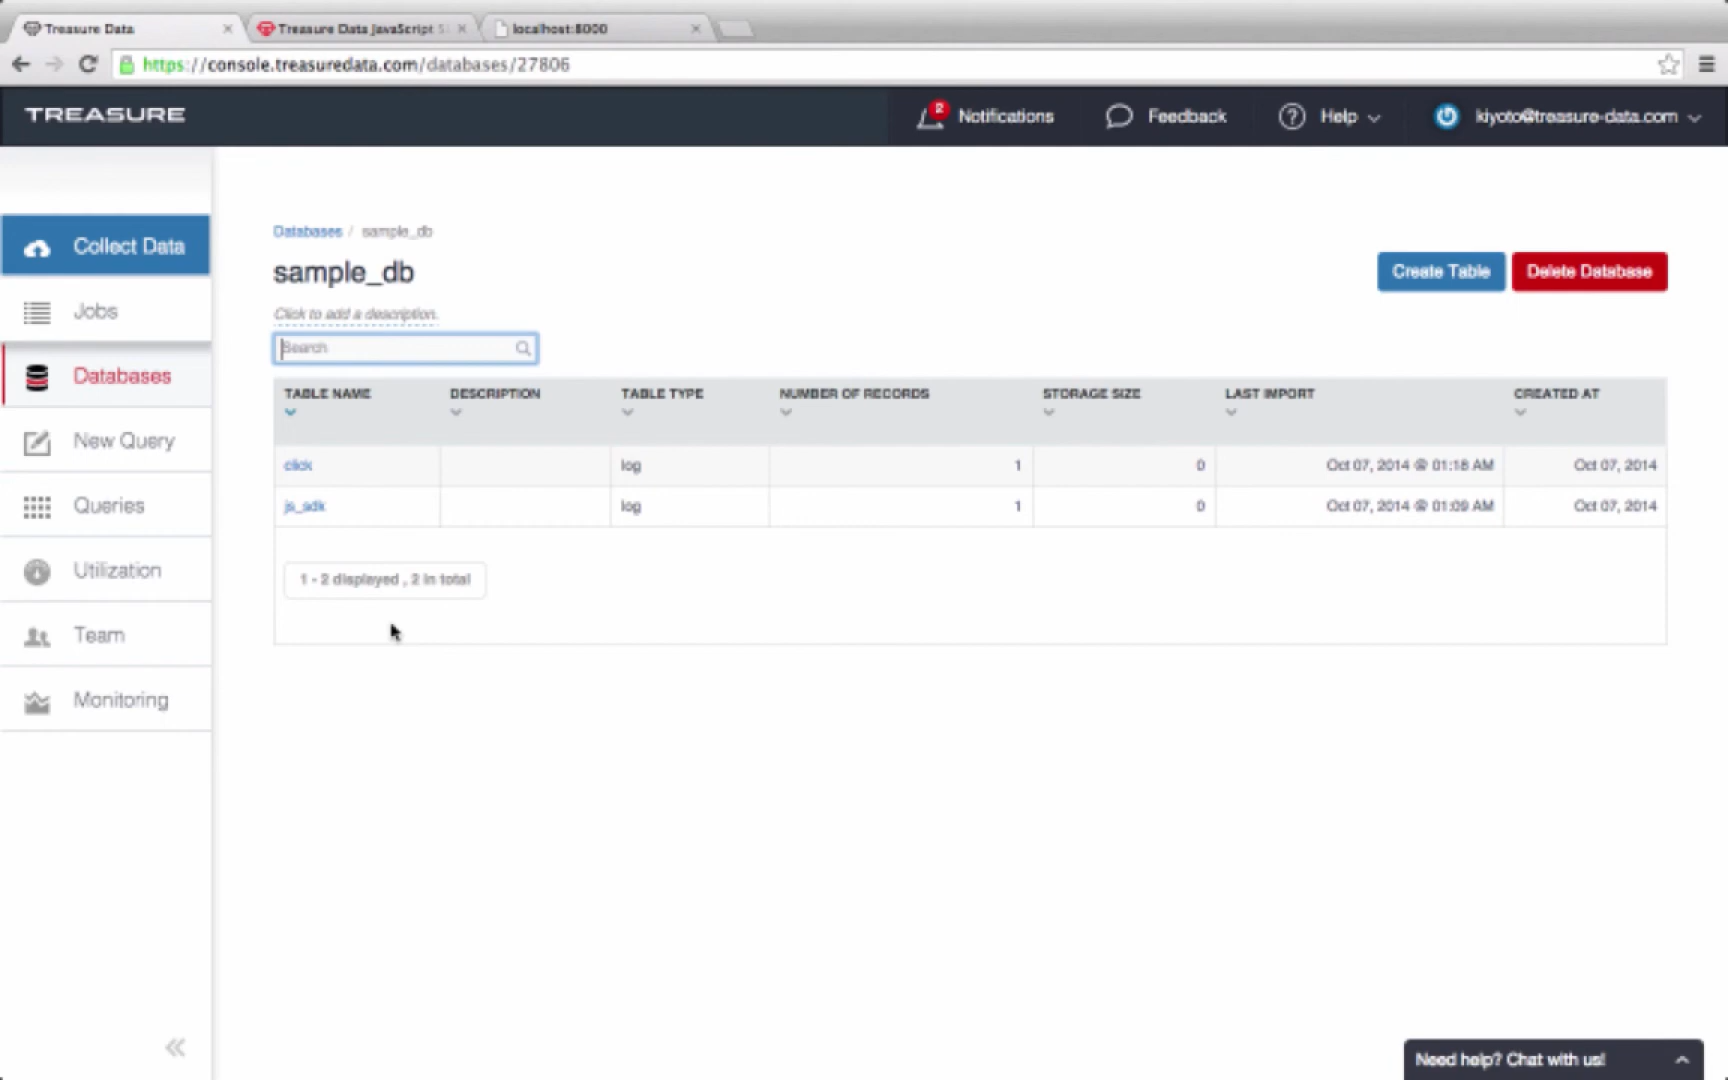 Treasure Data
Treasure Data JavaScript S
localhost:8000
https://console.treasuredata.com/databases/27806
TREASURE
2
Notifications
Feedback
Help
kiyoto@treasure-data.com
Collect Data
Jobs
Databases
New Query
Queries
Utilization
Team
Monitoring
Databases / sample_db
sample_db
Create Table
Delete Database
Click to add a description.
Search
TABLE NAME DESCRIPTION TABLE TYPE NUMBER OF RECORDS STORAGE SIZE LAST IMPORT CREATED AT
click log 1 0 Oct 07, 2014 @ 01:18 AM Oct 07, 2014
js_sdk log 1 0 Oct 07, 2014 @ 01:09 AM Oct 07, 2014
1 - 2 displayed , 2 in total
Need help? Chat with us!